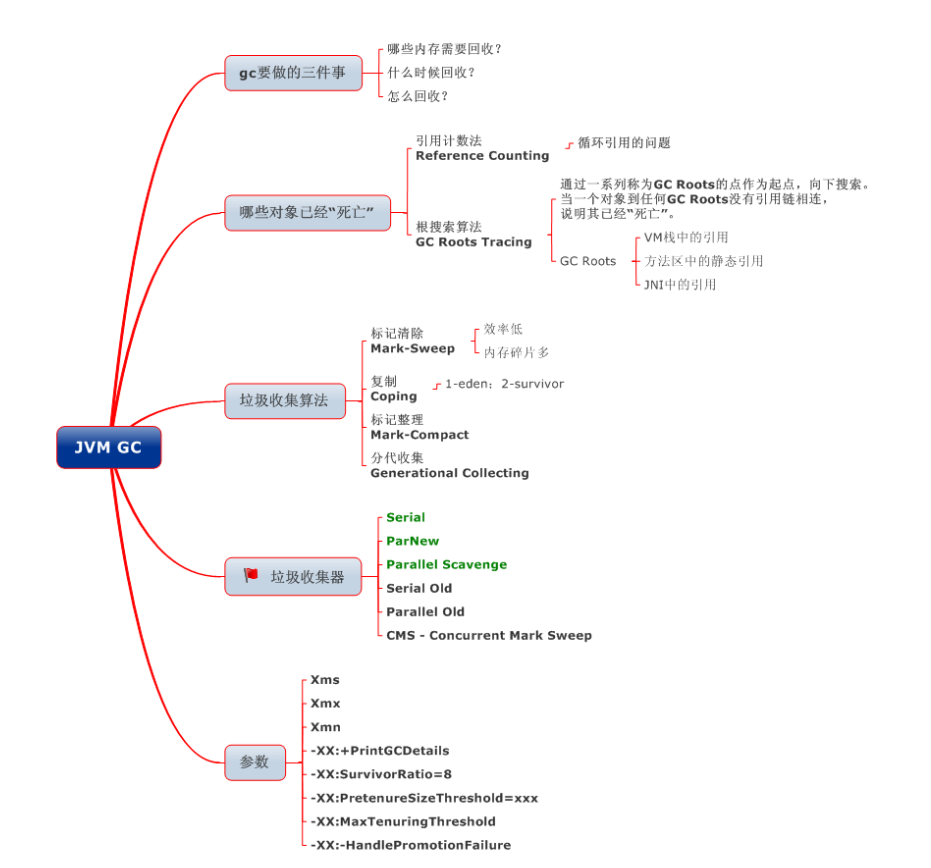 JVM GC
gc要做的三件事
哪些内存需要回收？
什么时候回收？
怎么回收？
哪些对象已经“死亡”
引用计数法
Reference Counting
循环引用的问题
根搜索算法
GC Roots Tracing
通过一系列称为GC Roots的点作为起点，向下搜索。
当一个对象到任何GC Roots没有引用链相连，
说明其已经“死亡”。
GC Roots
VM栈中的引用
方法区中的静态引用
JNI中的引用
垃圾收集算法
标记清除
Mark-Sweep
效率低
内存碎片多
复制
Coping
1-eden；2-survivor
标记整理
Mark-Compact
分代收集
Generational Collecting
垃圾收集器
Serial
ParNew
Parallel Scavenge
Serial Old
Parallel Old
CMS - Concurrent Mark Sweep
参数
Xms
Xmx
Xmn
-XX:+PrintGCDetails
-XX:SurvivorRatio=8
-XX:PretenureSizeThreshold=xxx
-XX:MaxTenuringThreshold
-XX:-HandlePromotionFailure